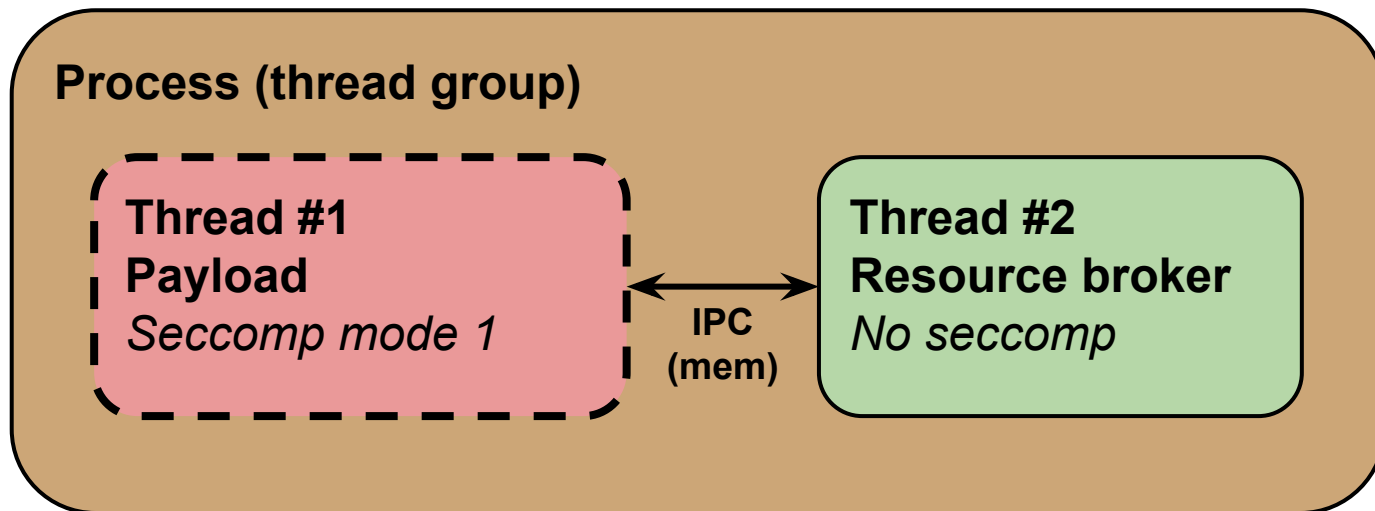 Process (thread group)
Thread #1
Payload
Seccomp mode 1
IPC
(mem)
Thread #2
Resource broker
No seccomp